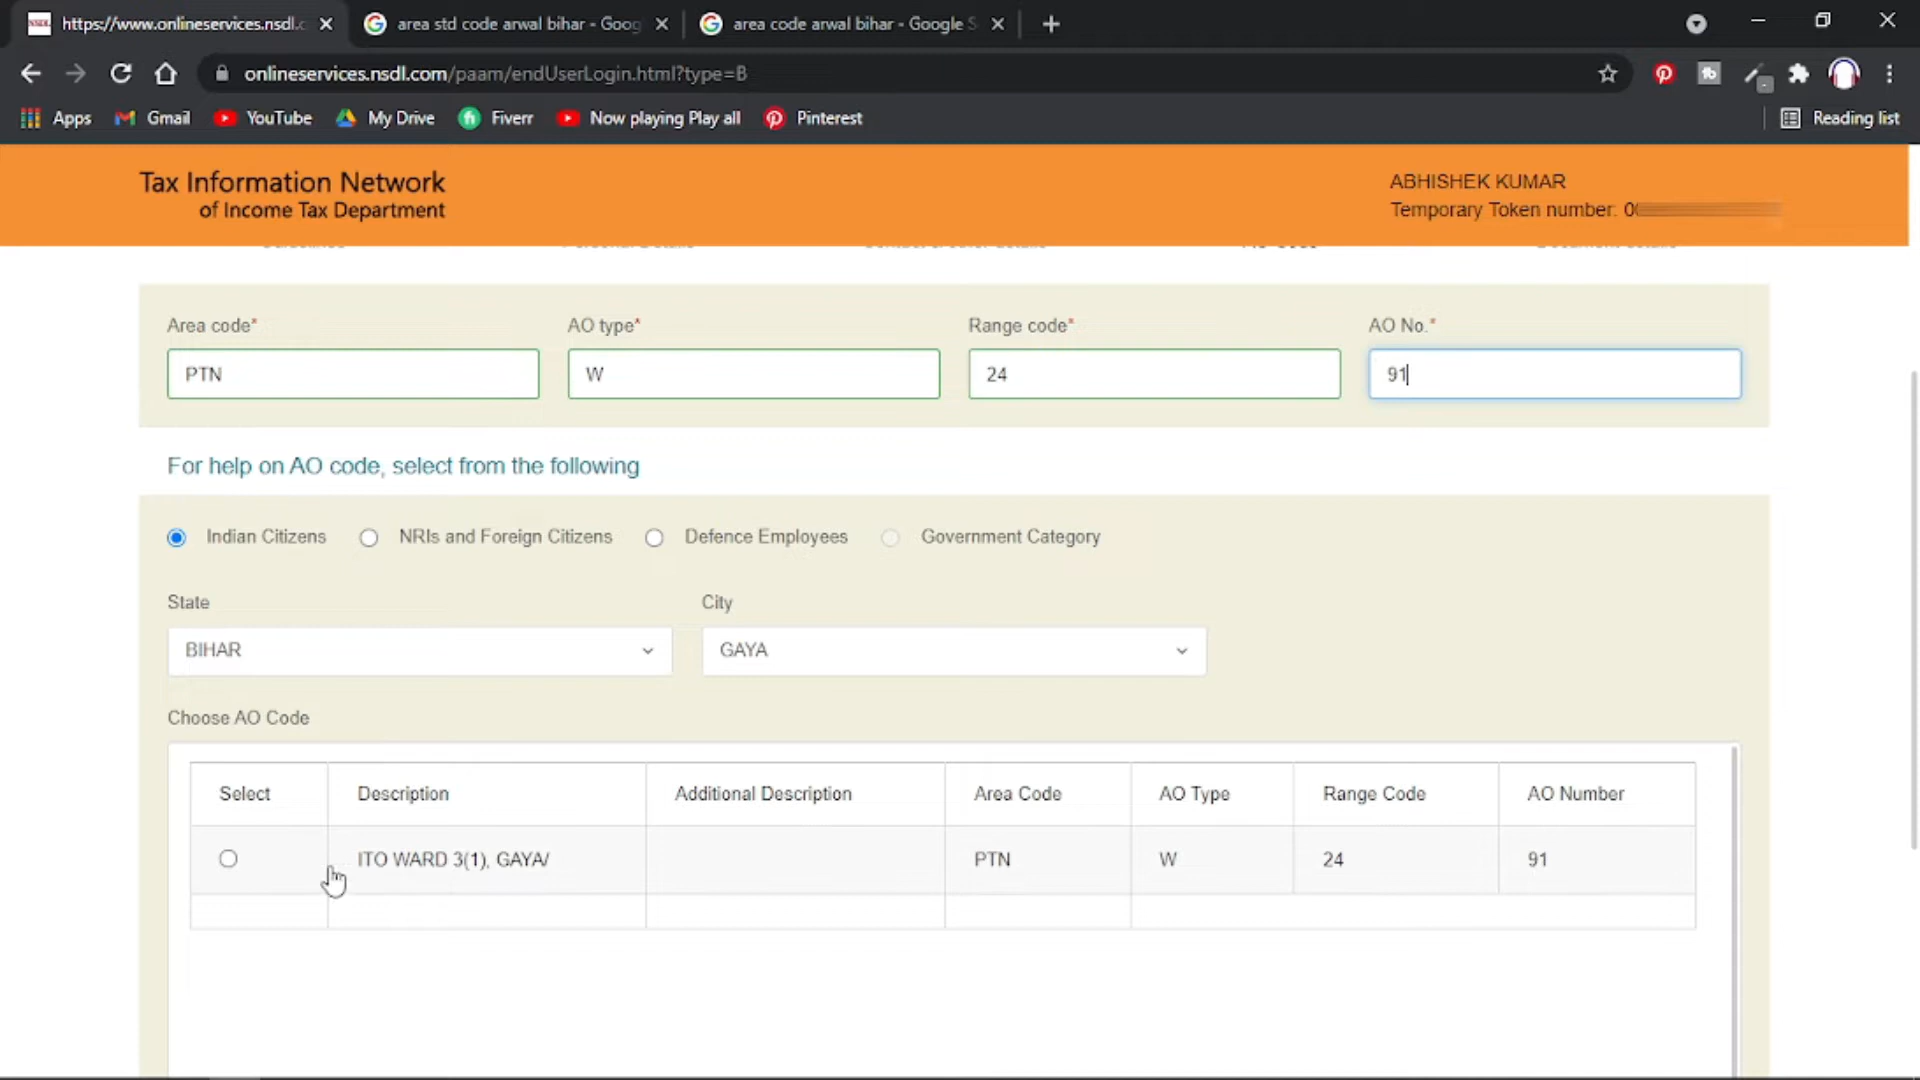 https://www.onlineservices.nsdl.c
area std code arwal bihar - Goog
area code arwal bihar - Google S
onlineservices.nsdl.com/paam/endUserLogin.html?type=B
Apps
Gmail
YouTube
My Drive
Fiverr
Now playing Play all
Pinterest
Reading list
Tax Information Network
of Income Tax Department
ABHISHEK KUMAR
Temporary Token number: 0
Area code* AO type* Range code* AO No.*
PTN W 24 91
For help on AO code, select from the following
Indian Citizens NRIs and Foreign Citizens Defence Employees Government Category
State City
BIHAR GAYA
Choose AO Code
Select Description Additional Description Area Code AO Type Range Code AO Number
ITO WARD 3(1), GAYA/ PTN W 24 91